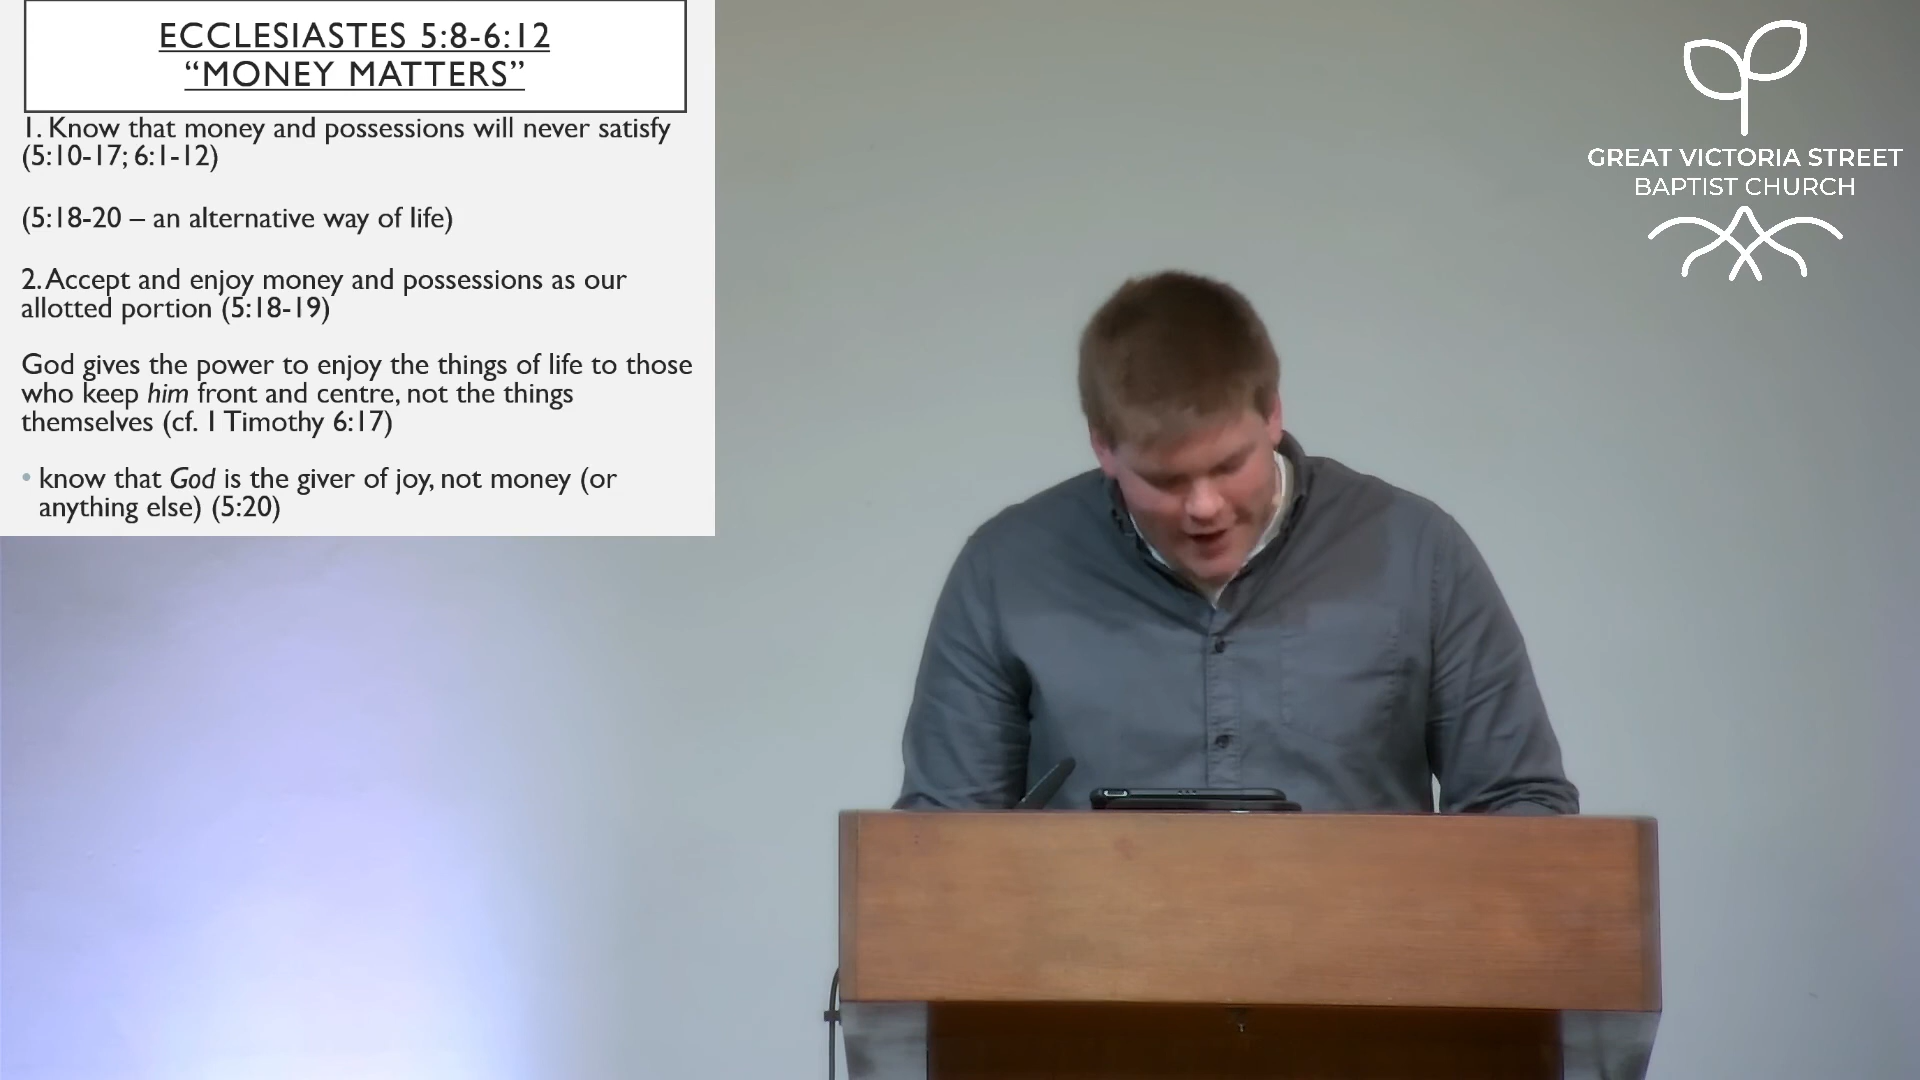 ECCLESIASTES 5:8-6:12
“MONEY MATTERS”
1. Know that money and possessions will never satisfy
(5:10-17; 6:1-12)
(5:18-20 – an alternative way of life)
2. Accept and enjoy money and possessions as our
allotted portion (5:18-19)
God gives the power to enjoy the things of life to those
who keep him front and centre, not the things
themselves (cf. 1 Timothy 6:17)
• know that God is the giver of joy, not money (or
anything else) (5:20)
GREAT VICTORIA STREET
BAPTIST CHURCH